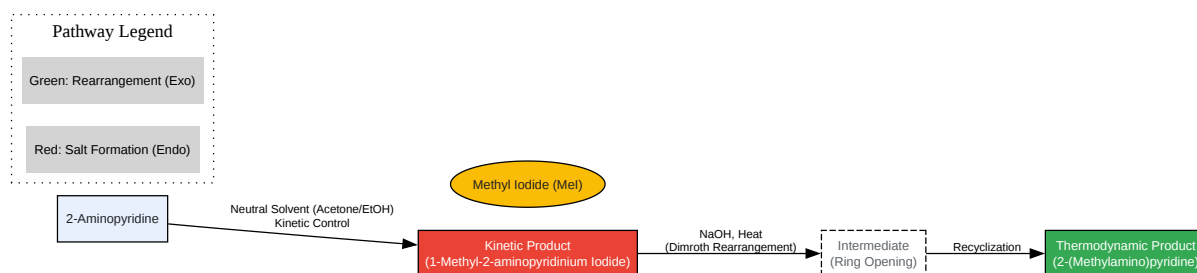 Pathway Legend
Green: Rearrangement (Exo)
Red: Salt Formation (Endo)
Methyl Iodide (MeI)
2-Aminopyridine
Neutral Solvent (Acetone/EtOH)
Kinetic Control
Kinetic Product
(1-Methyl-2-aminopyridinium Iodide)
NaOH, Heat
(Dimroth Rearrangement)
Intermediate
(Ring Opening)
Recyclization
Thermodynamic Product
(2-(Methylamino)pyridine)